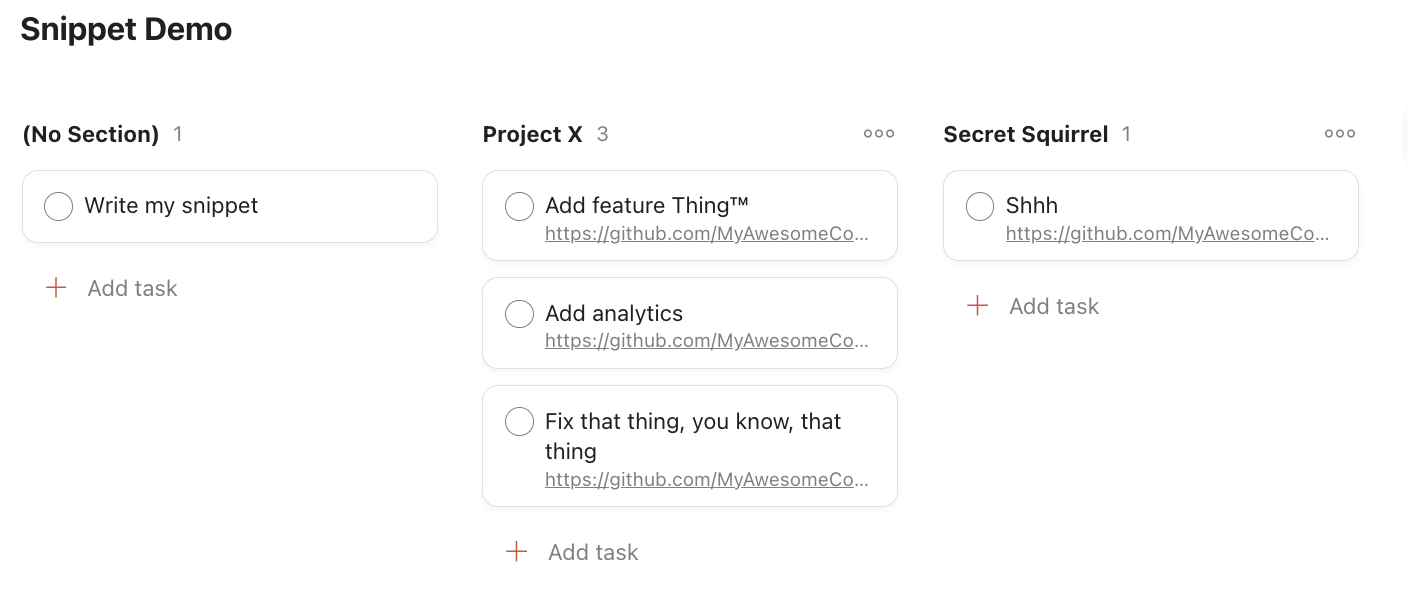 Snippet Demo
(No Section) 1
Write my snippet
Add task
Project X 3
Add feature Thing™
https://github.com/MyAwesomeCo...
Add analytics
https://github.com/MyAwesomeCo...
Fix that thing, you know, that
thing
https://github.com/MyAwesomeCo...
Add task
Secret Squirrel 1
Shhh
https://github.com/MyAwesomeCo...
Add task